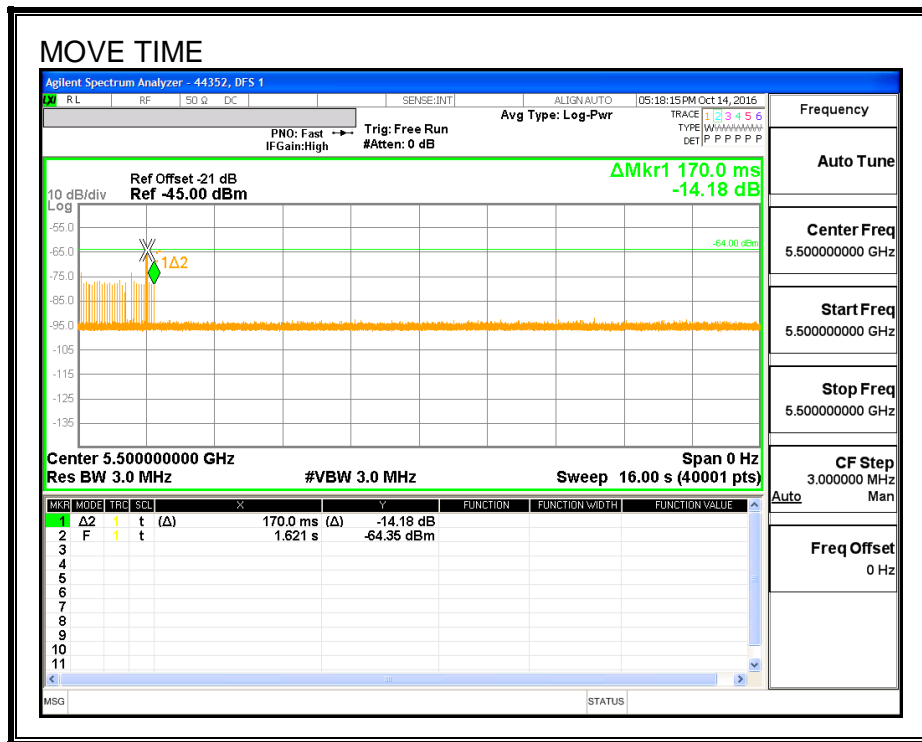 MOVE TIME
Agilent Spectrum Analyzer - 44352, DFS 1
LXI RL RF 50 Ω DC SENSE:INT ALIGN AUTO 05:18:15 PM Oct 14, 2016
PNO: Fast Trig: Free Run Avg Type: Log-Pwr TRACE 1 2 3 4 5 6
IFGain:High #Atten: 0 dB TYPE WWWWWW
DET P P P P P P
Frequency
ΔMkr1 170.0 ms
-14.18 dB
Ref Offset -21 dB
10 dB/div Ref -45.00 dBm
Log
-55.0
-64.00 dBm
-65.0
1Δ2
-75.0
-85.0
-95.0
-105
-115
-125
-135
Center 5.500000000 GHz Span 0 Hz
Res BW 3.0 MHz #VBW 3.0 MHz Sweep 16.00 s (40001 pts)
MKR MODE TRC SCL X Y FUNCTION FUNCTION WIDTH FUNCTION VALUE
1 Δ2 1 t (Δ) 170.0 ms (Δ) -14.18 dB
2 F 1 t 1.621 s -64.35 dBm
3
4
5
6
7
8
9
10
11
MSG STATUS
Auto Tune
Center Freq
5.500000000 GHz
Start Freq
5.500000000 GHz
Stop Freq
5.500000000 GHz
CF Step
3.000000 MHz
Auto Man
Freq Offset
0 Hz